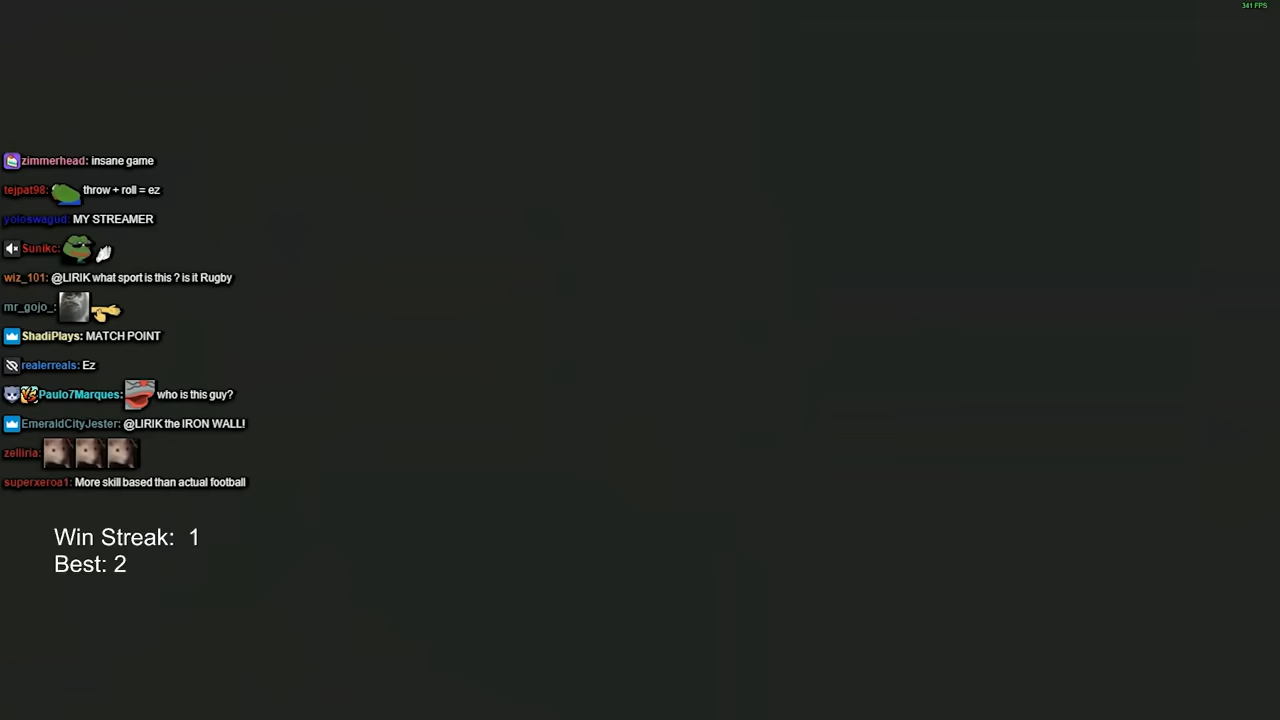 341 FPS
zimmerhead: insane game
tejpat98: throw + roll = ez
yoloswagud: MY STREAMER
Sunikc:
wiz_101: @LIRIK what sport is this ? is it Rugby
mr_gojo_:
ShadiPlays: MATCH POINT
realerreals: Ez
Paulo7Marques: who is this guy?
EmeraldCityJester: @LIRIK the IRON WALL!
zelliria:
superxeroa1: More skill based than actual football
Win Streak: 1
Best: 2